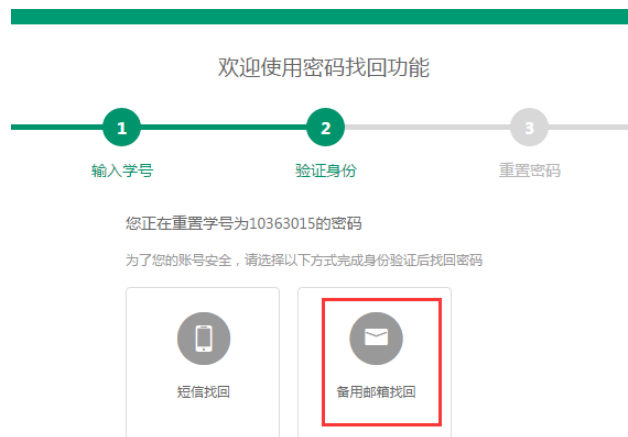 欢迎使用密码找回功能
1 2 3
输入学号 验证身份 重置密码
您正在重置学号为10363015的密码
为了您的账号安全，请选择以下方式完成身份验证后找回密码
短信找回 备用邮箱找回